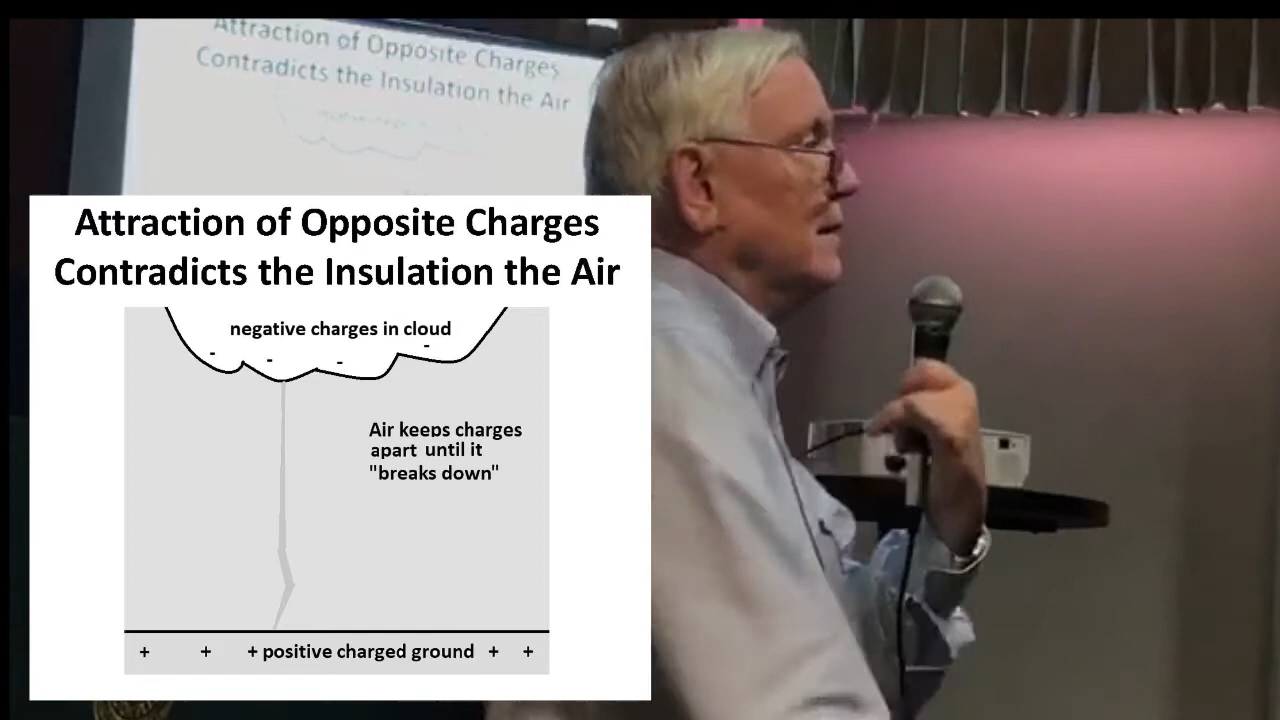 Attraction of Opposite Charges
Contradicts the Insulation the Air
Attraction of Opposite Charges
Contradicts the Insulation the Air
negative charges in cloud
- - - -
Air keeps charges
apart until it
"breaks down"
+ + + positive charged ground + +